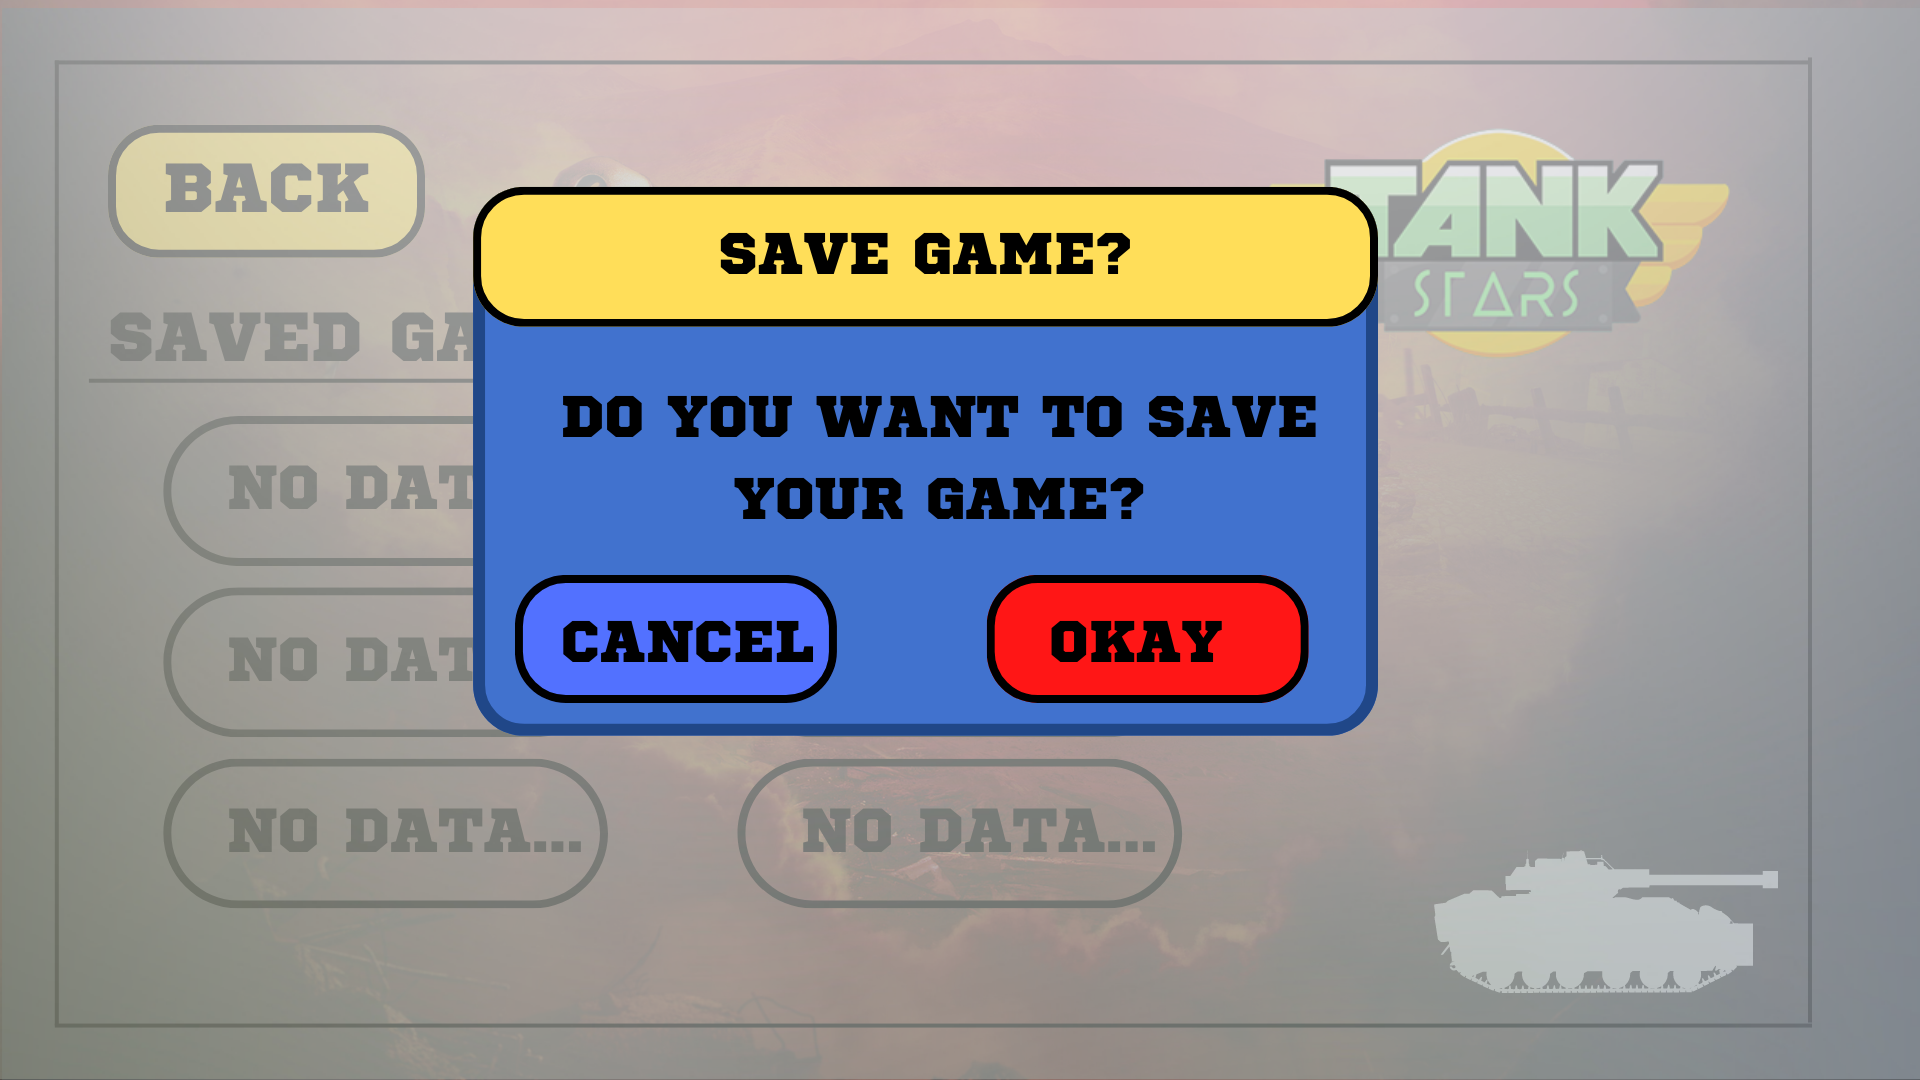 BACK
TANK
STARS
SAVE GAME?
SAVED GA
DO YOU WANT TO SAVE
YOUR GAME?
NO DAT
CANCEL
OKAY
NO DAT
NO DATA...
NO DATA...